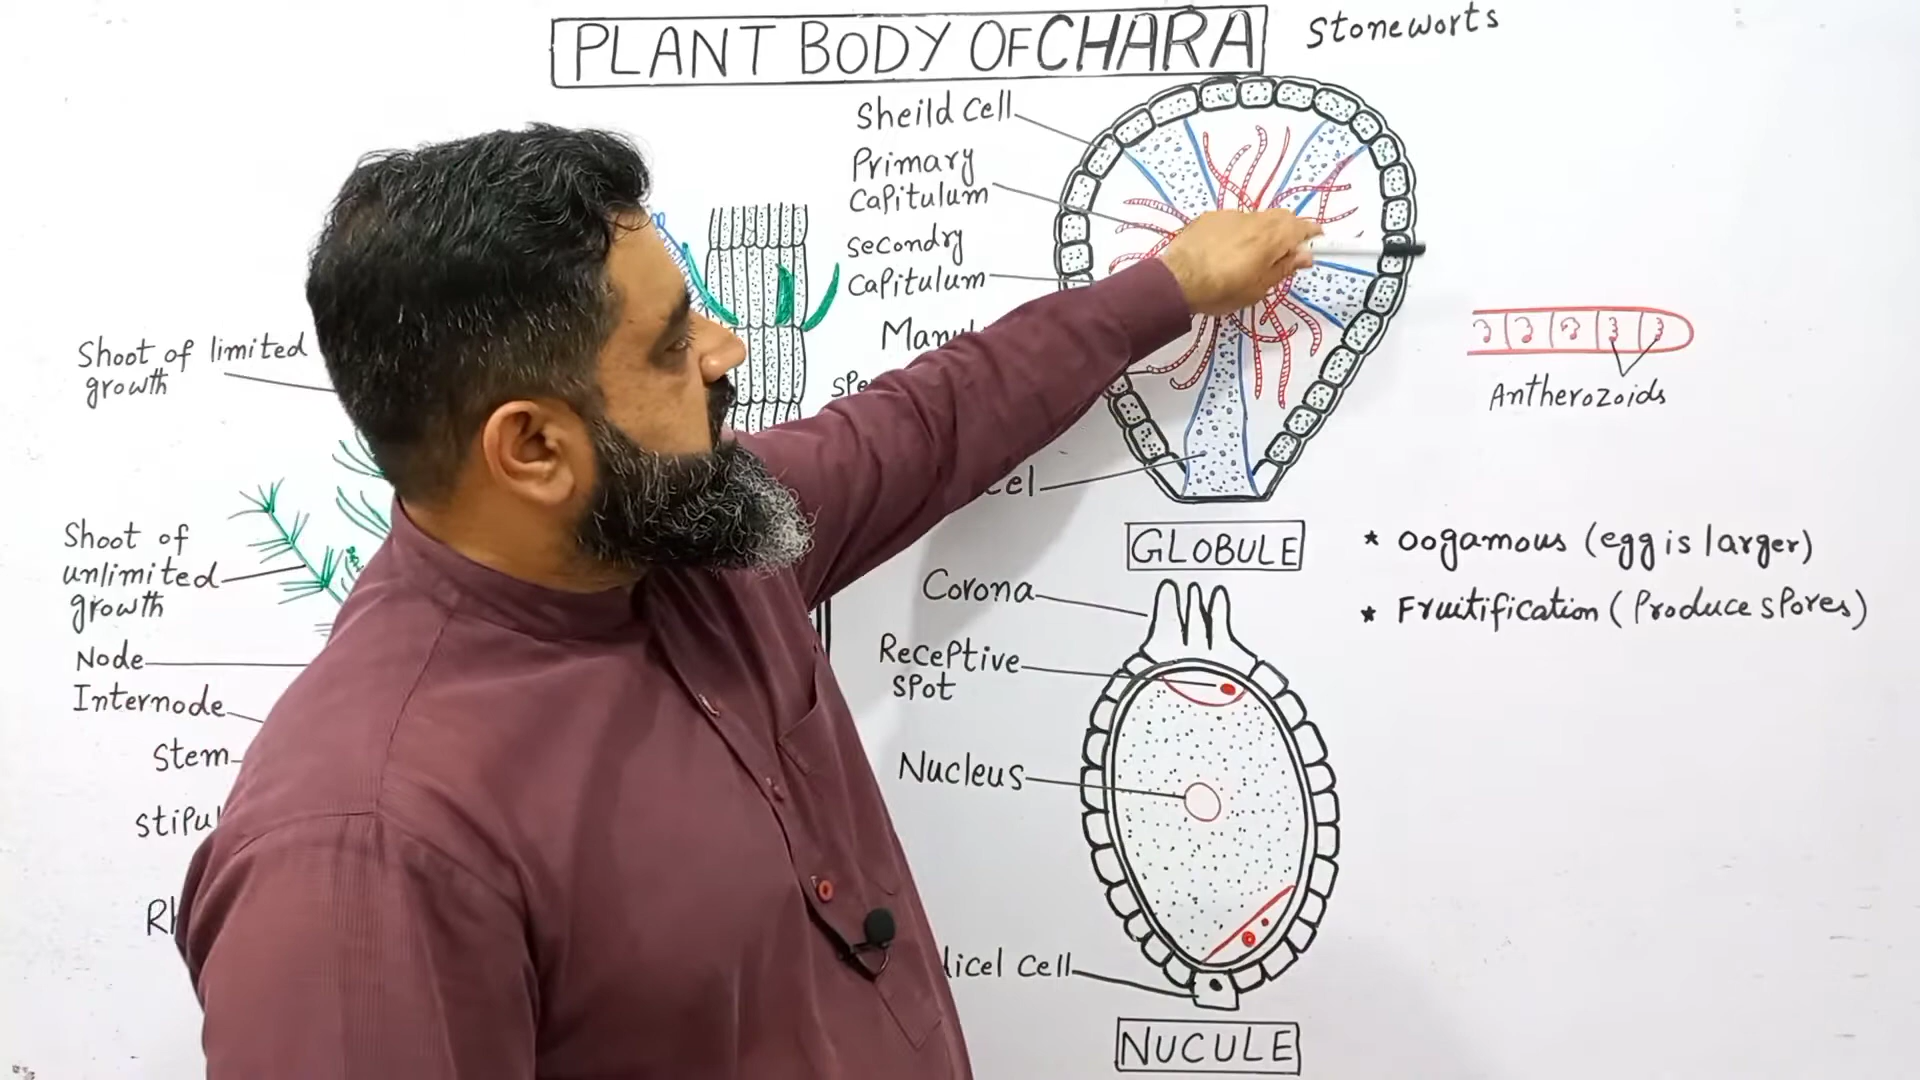 PLANT BODY OF CHARA
Stoneworts
Sheild Cell
Primary
Capitulum
Secondry
Capitulum
Shoot of limited
growth
Shoot of
unlimited
growth
Node
Internode
Stem
Antherozoids
GLOBULE
* Oogamous (egg is larger)
* Fruitification (Produce spores)
Corona
Receptive
Spot
Nucleus
Cell
NUCULE